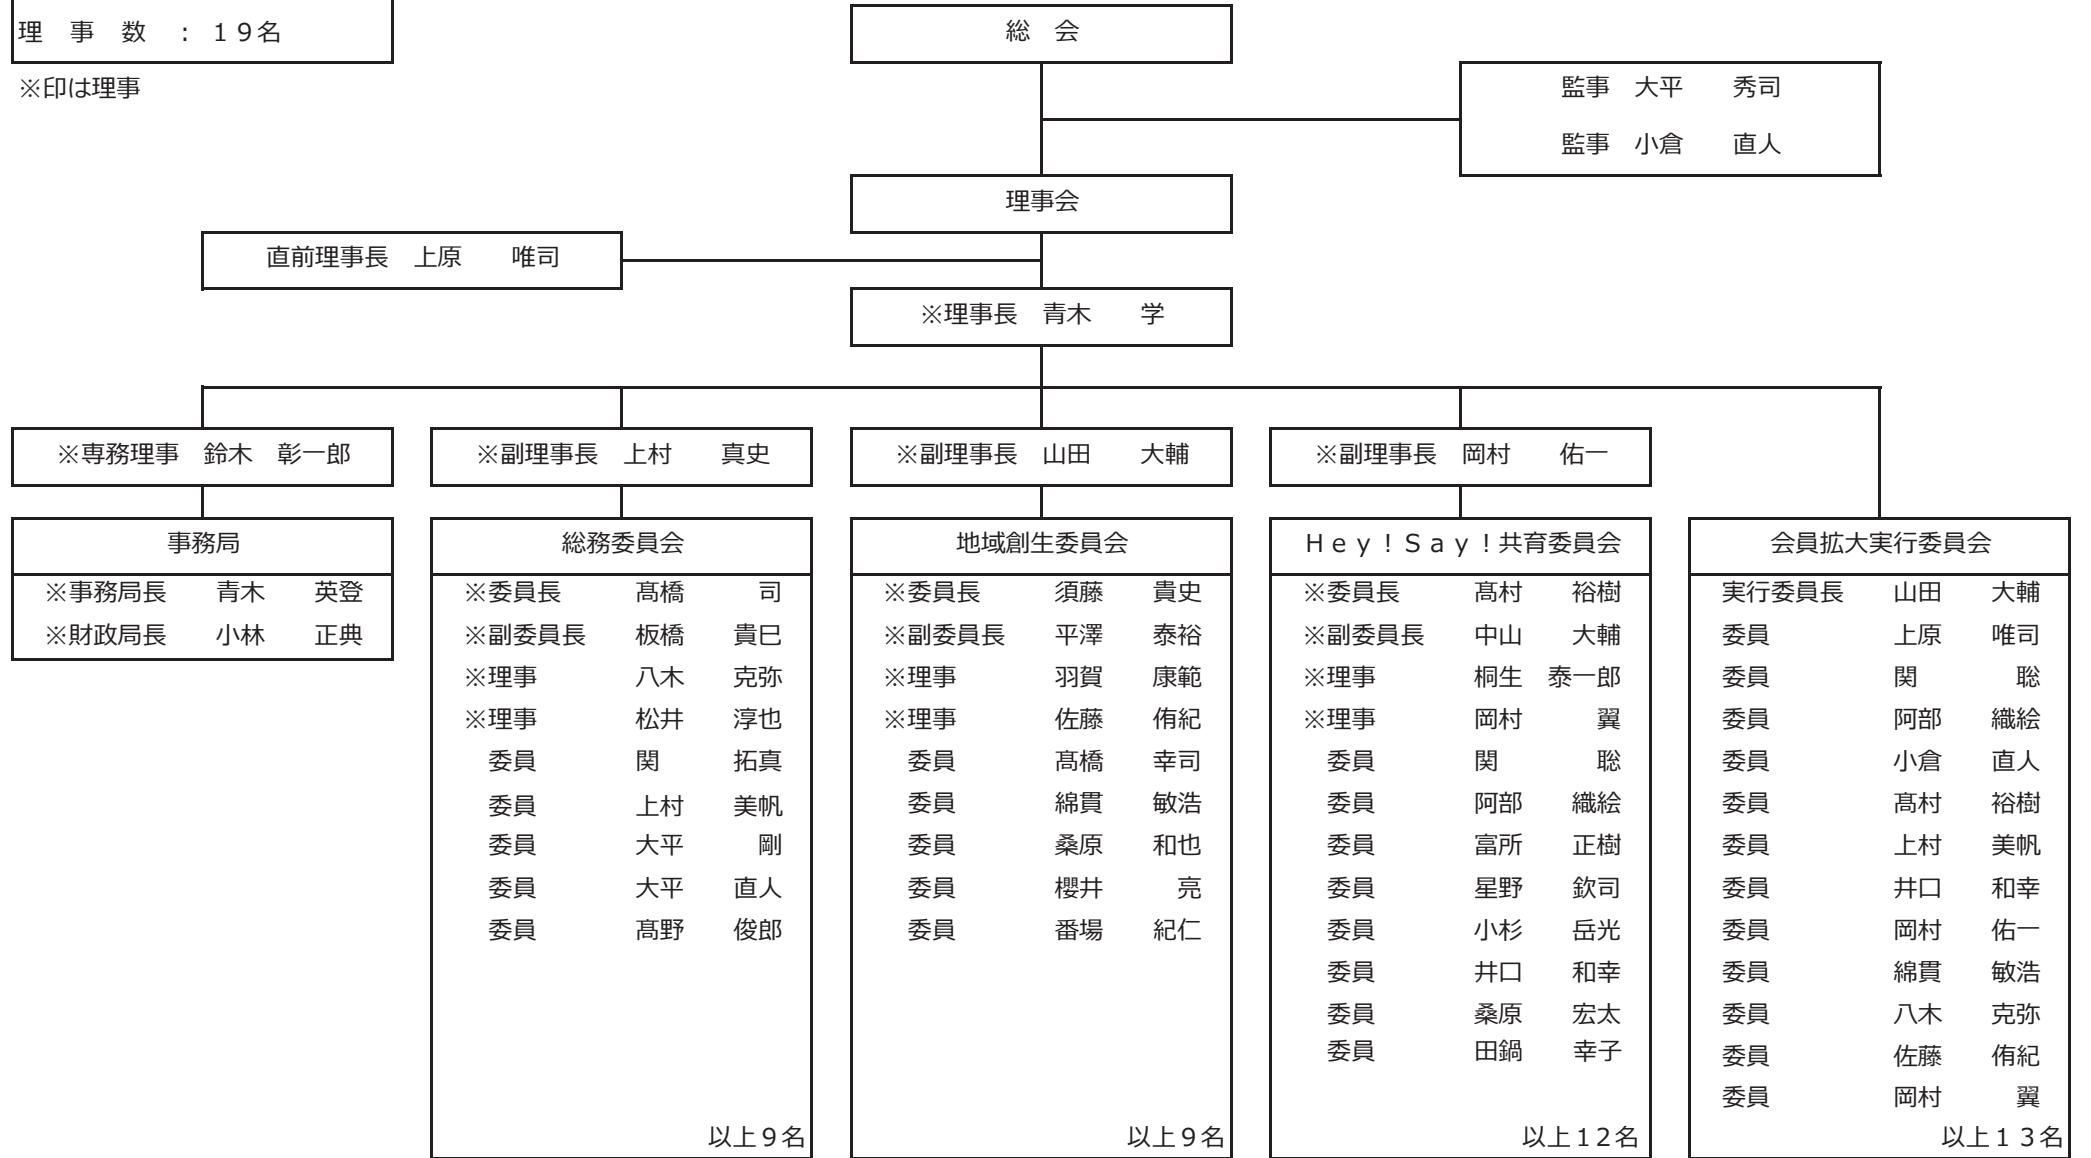 理　事　数　：１９名
※印は理事
総　会
監事　大平　　秀司
監事　小倉　　直人
理事会
直前理事長　上原　　唯司
※理事長　青木　　学
※専務理事　鈴木　彰一郎
※副理事長　上村　　真史
※副理事長　山田　　大輔
※副理事長　岡村　　佑一
事務局
※事務局長　青木　英登
※財政局長　小林　正典
総務委員会
※委員長　髙橋　司
※副委員長　板橋　貴巳
※理事　八木　克弥
※理事　松井　淳也
委員　関　拓真
委員　上村　美帆
委員　大平　剛
委員　大平　直人
委員　髙野　俊郎
以上９名
地域創生委員会
※委員長　須藤　貴史
※副委員長　平澤　泰裕
※理事　羽賀　康範
※理事　佐藤　侑紀
委員　髙橋　幸司
委員　綿貫　敏浩
委員　桑原　和也
委員　櫻井　亮
委員　番場　紀仁
以上９名
Ｈｅｙ！Ｓａｙ！共育委員会
※委員長　髙村　裕樹
※副委員長　中山　大輔
※理事　桐生　泰一郎
※理事　岡村　翼
委員　関　聡
委員　阿部　織絵
委員　富所　正樹
委員　星野　欽司
委員　小杉　岳光
委員　井口　和幸
委員　桑原　宏太
委員　田鍋　幸子
以上１２名
会員拡大実行委員会
実行委員長　山田　大輔
委員　上原　唯司
委員　関　聡
委員　阿部　織絵
委員　小倉　直人
委員　髙村　裕樹
委員　上村　美帆
委員　井口　和幸
委員　岡村　佑一
委員　綿貫　敏浩
委員　八木　克弥
委員　佐藤　侑紀
委員　岡村　翼
以上１３名